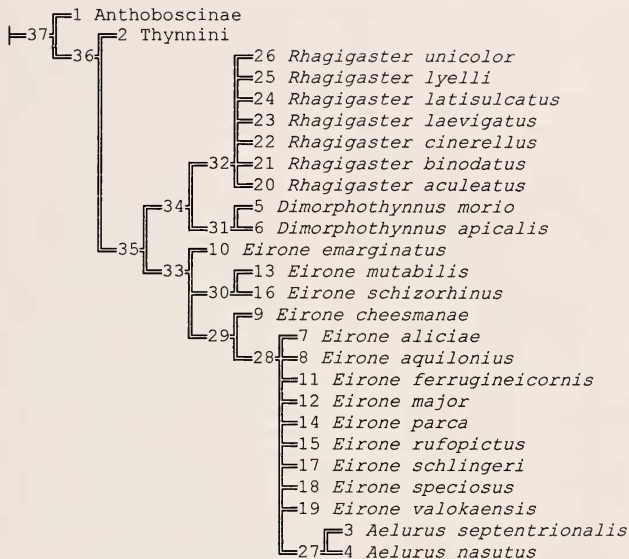 1 Anthoboscinae
37
36 2 Thynnini
26 Rhagigaster unicolor
25 Rhagigaster lyelli
24 Rhagigaster latisulcatus
23 Rhagigaster laevigatus
22 Rhagigaster cinerellus
32 21 Rhagigaster binodatus
20 Rhagigaster aculeatus
34 5 Dimorphothynnus morio
31 6 Dimorphothynnus apicalis
35 10 Eirone emarginatus
33 13 Eirone mutabilis
30 16 Eirone schizorhinus
9 Eirone cheesmanae
29 7 Eirone aliciae
28 8 Eirone aquilonius
11 Eirone ferrugineicornis
12 Eirone major
14 Eirone parca
15 Eirone rufopictus
17 Eirone schlingeri
18 Eirone speciosus
19 Eirone valokaensis
3 Aelurus septentrionalis
27 4 Aelurus nasutus